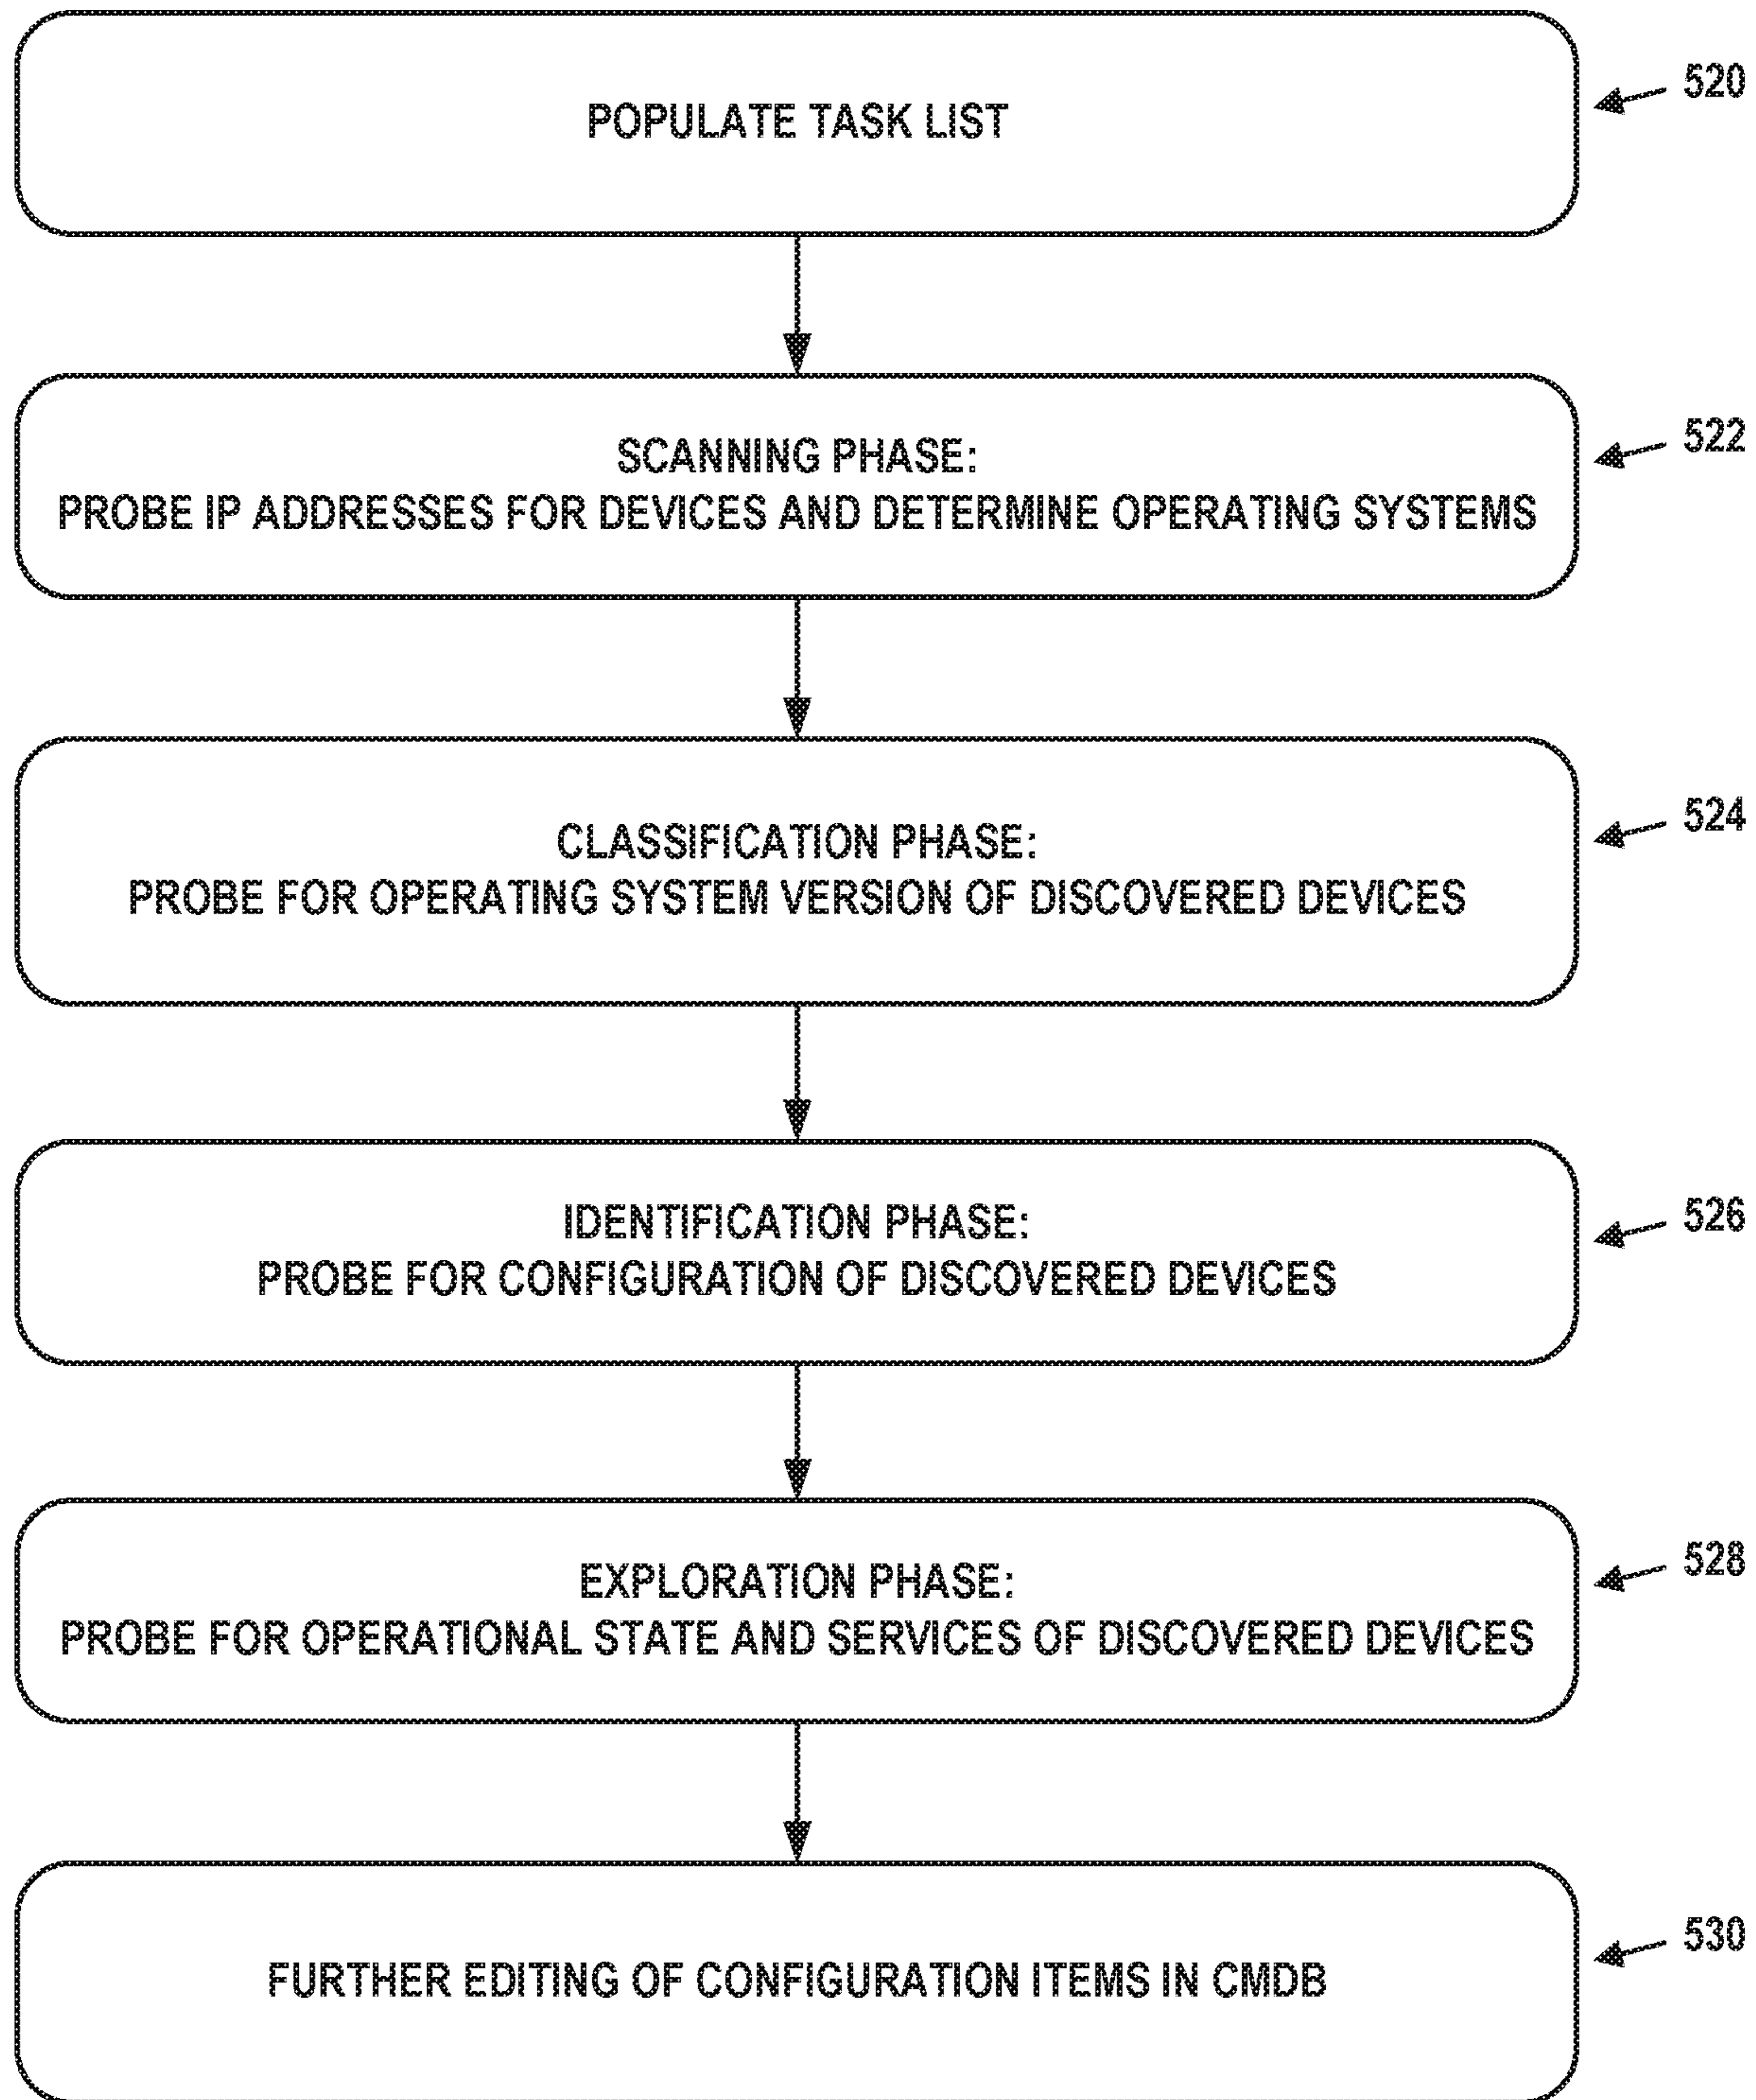 POPULATE TASK LIST
520
SCANNING PHASE:
PROBE IP ADDRESSES FOR DEVICES AND DETERMINE OPERATING SYSTEMS
522
CLASSIFICATION PHASE:
PROBE FOR OPERATING SYSTEM VERSION OF DISCOVERED DEVICES
524
IDENTIFICATION PHASE:
PROBE FOR CONFIGURATION OF DISCOVERED DEVICES
526
EXPLORATION PHASE:
PROBE FOR OPERATIONAL STATE AND SERVICES OF DISCOVERED DEVICES
528
FURTHER EDITING OF CONFIGURATION ITEMS IN CMDB
530